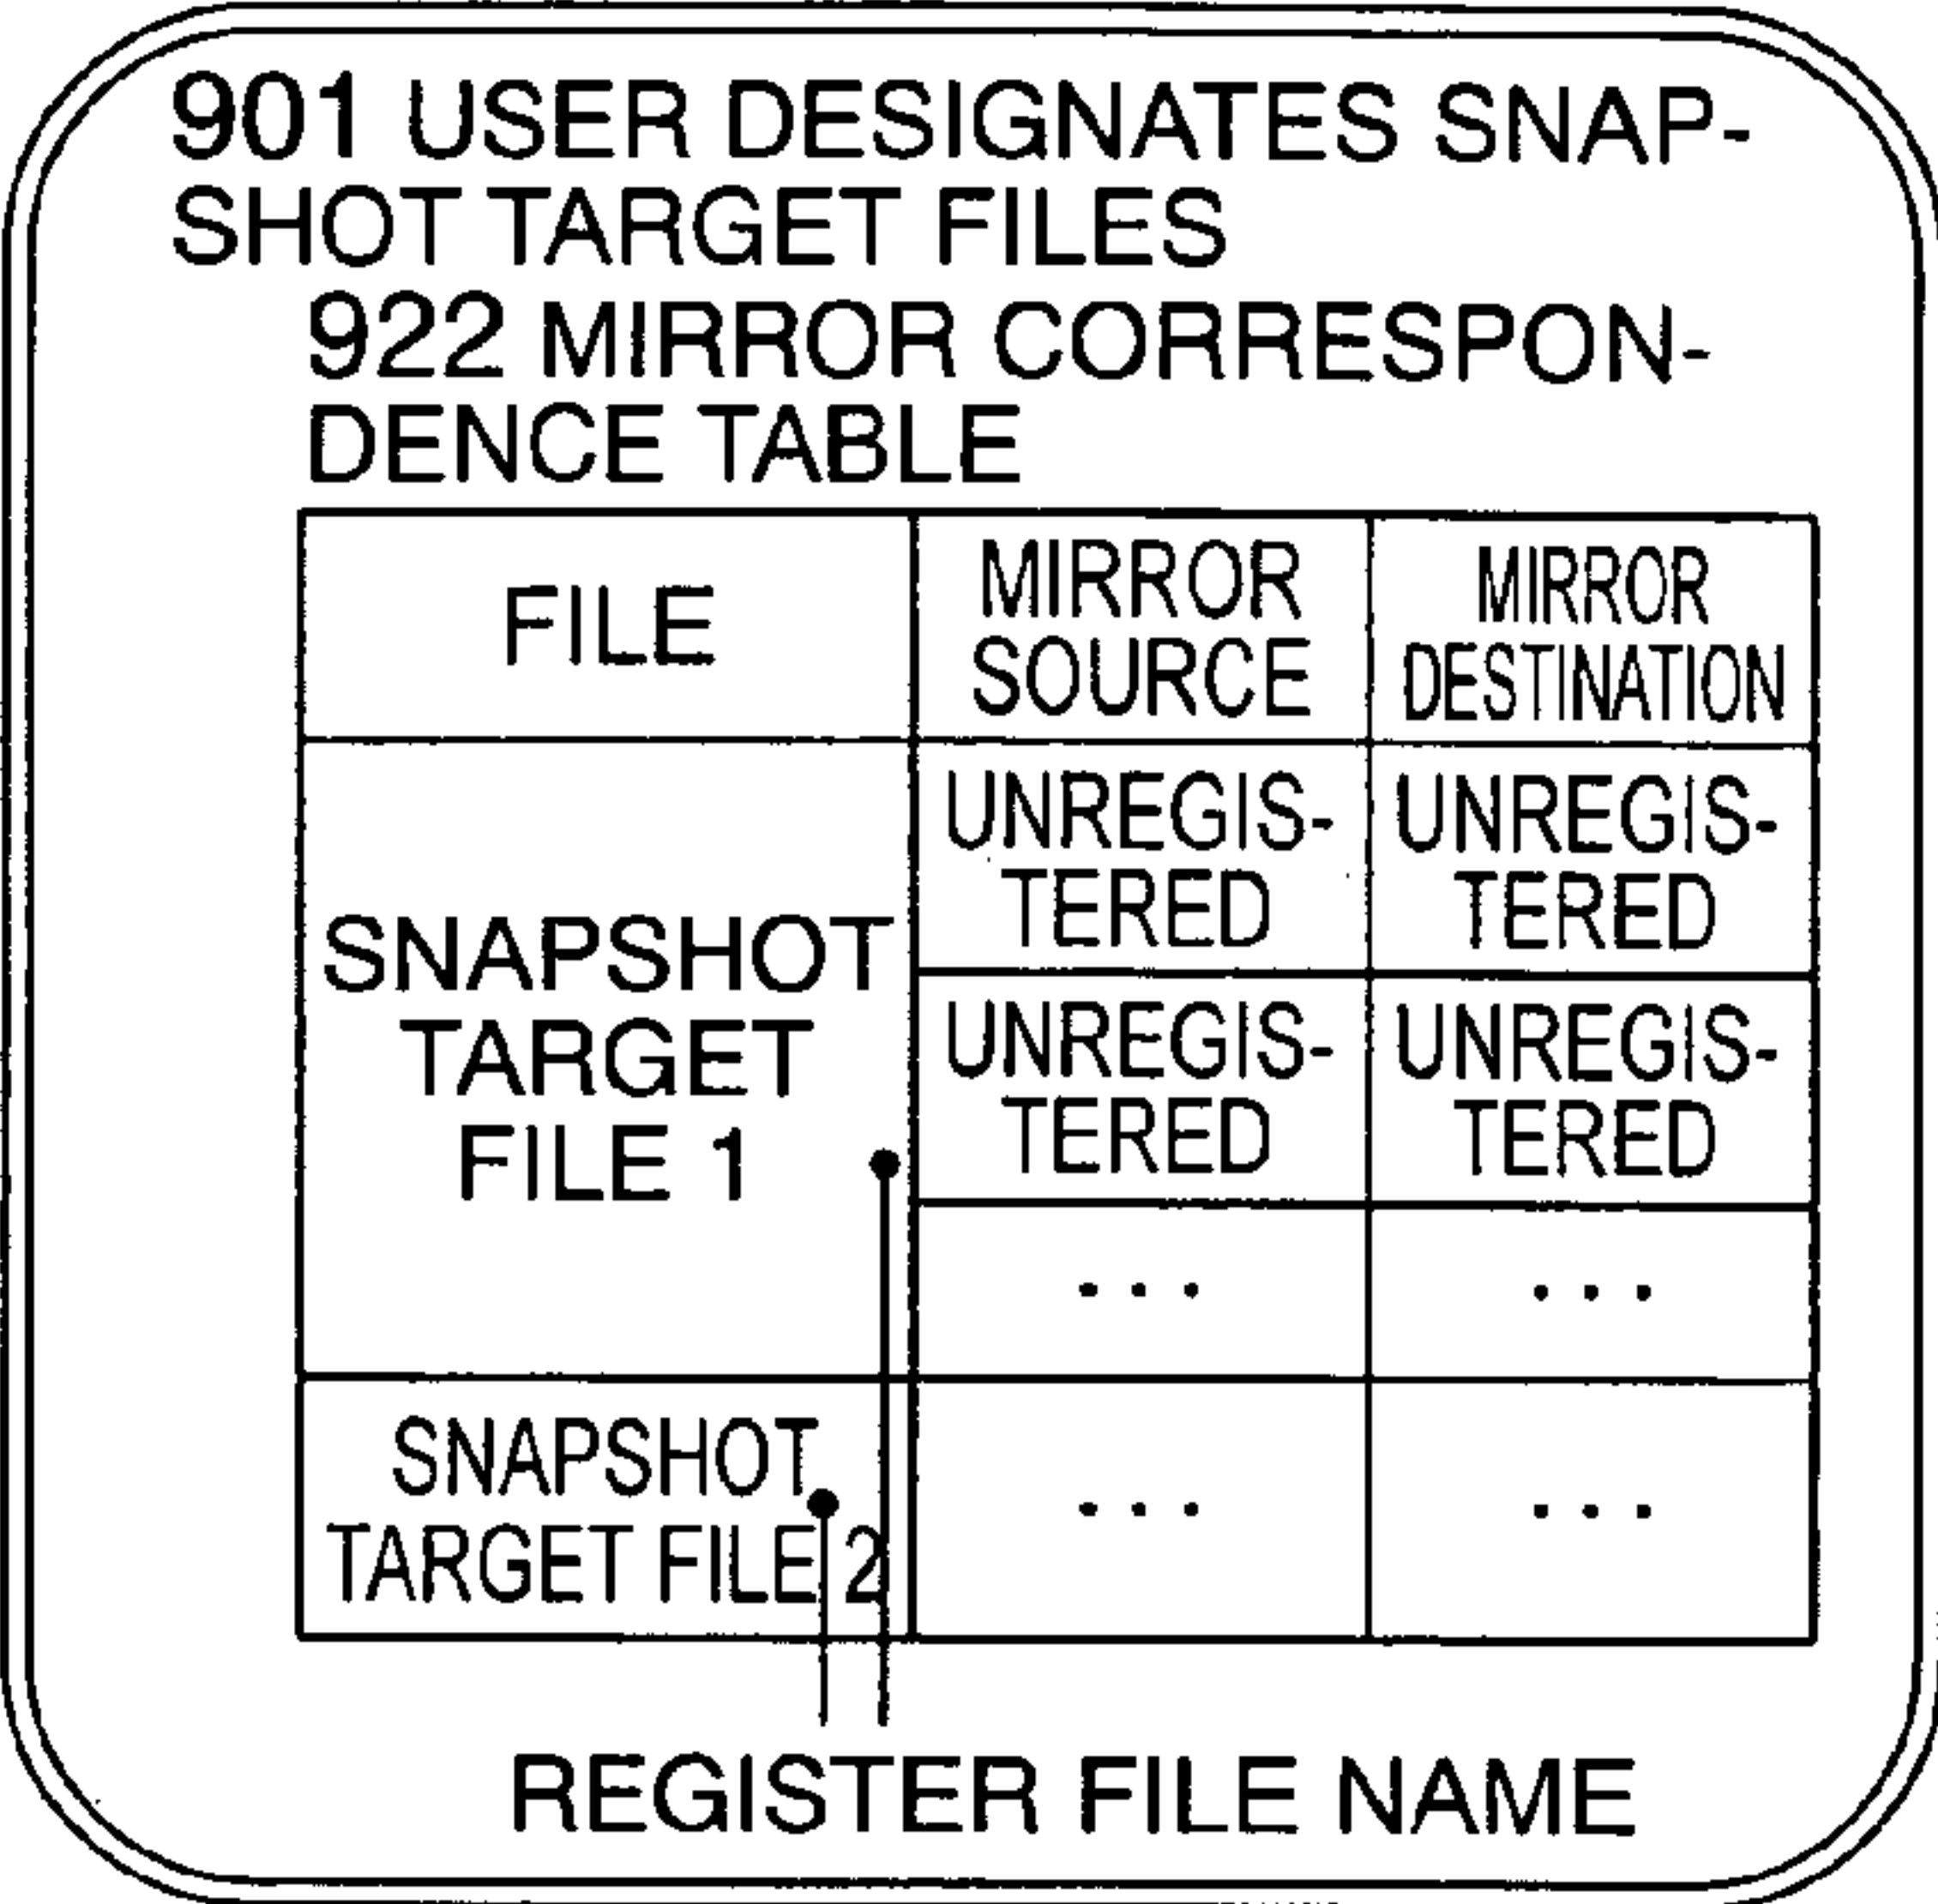 901 USER DESIGNATES SNAP-
SHOT TARGET FILES
922 MIRROR CORRESPON-
DENCE TABLE
FILE
MIRROR
SOURCE
MIRROR
DESTINATION
SNAPSHOT
TARGET
FILE 1
UNREGIS-
TERED
UNREGIS-
TERED
UNREGIS-
TERED
UNREGIS-
TERED
...
...
SNAPSHOT
TARGET FILE 2
...
...
REGISTER FILE NAME